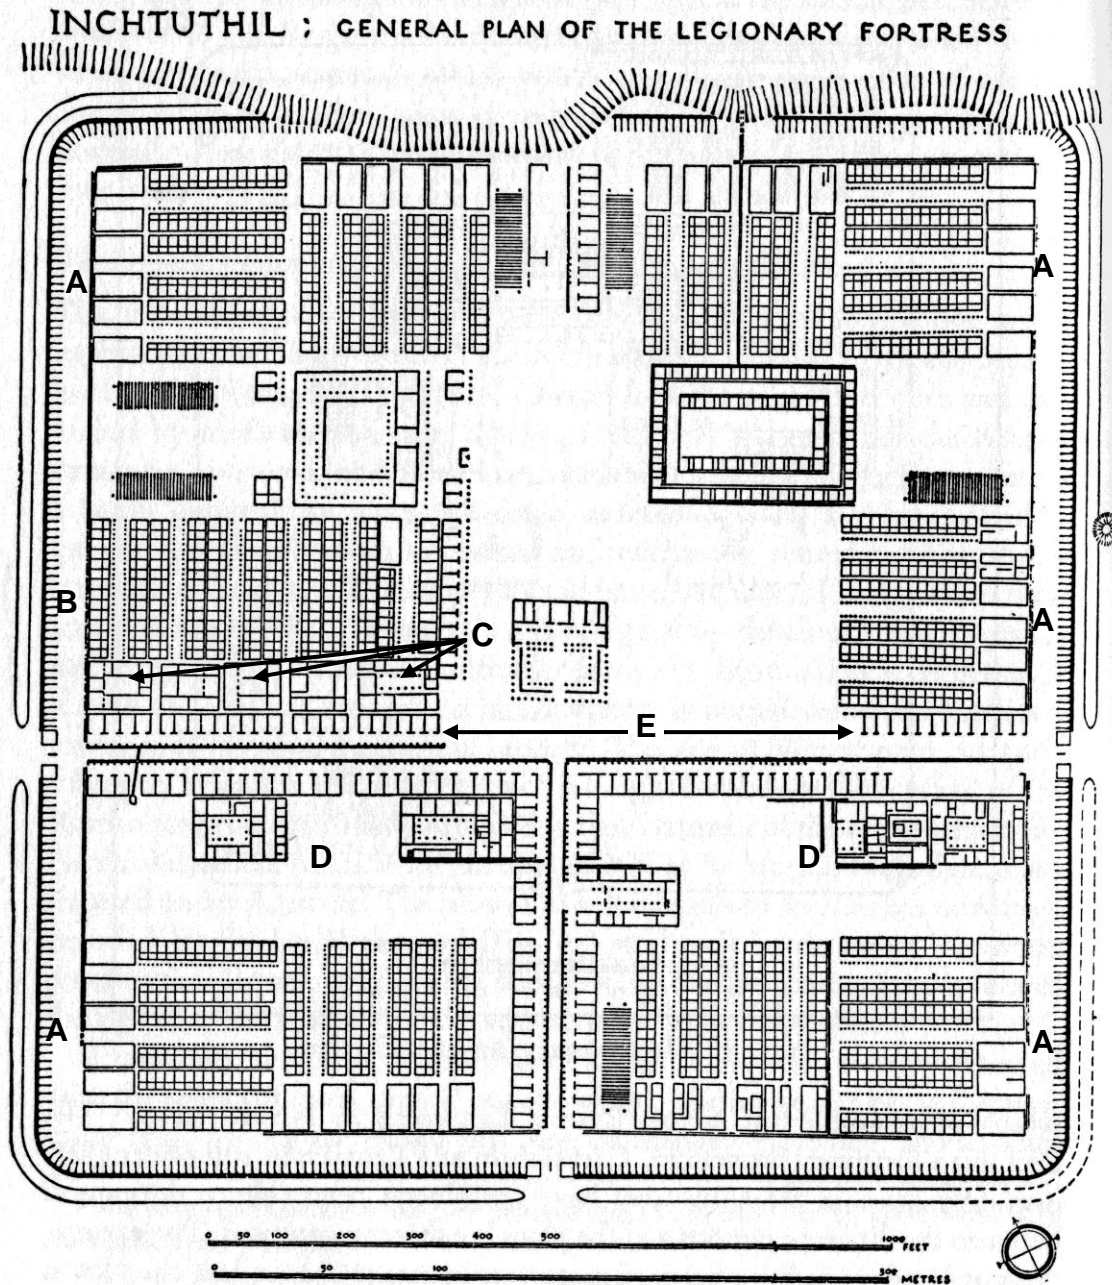 INCHTUTHIL : GENERAL PLAN OF THE LEGIONARY FORTRESS
A
A
B
C
A
E
D
D
A
A
0 50 100 200 300 400 500 1000 FEET
0 50 100 300 METRES